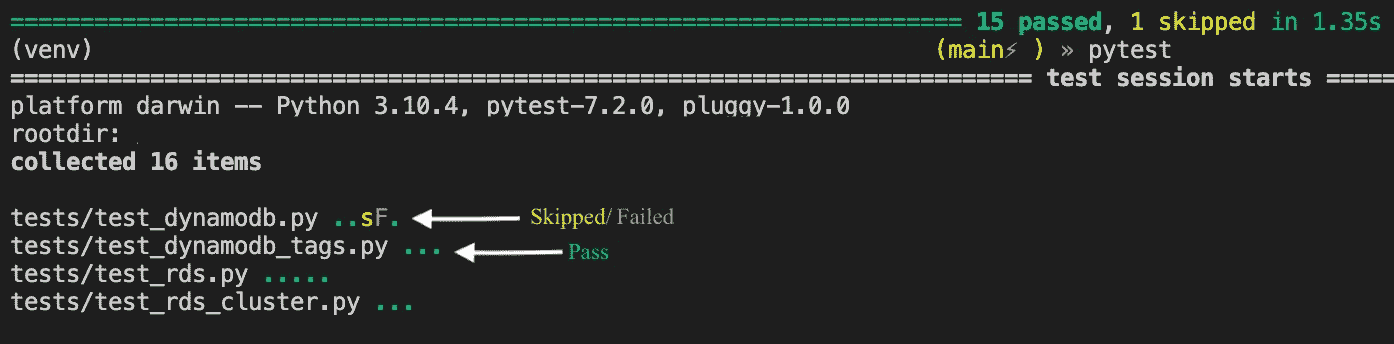 ============================================================================ 15 passed, 1 skipped in 1.35s
(venv) (main⚡ ) » pytest
================================================================================== test session starts =====
platform darwin -- Python 3.10.4, pytest-7.2.0, pluggy-1.0.0
rootdir:
collected 16 items
tests/test_dynamodb.py ..sF. Skipped/ Failed
tests/test_dynamodb_tags.py ... Pass
tests/test_rds.py .....
tests/test_rds_cluster.py ...